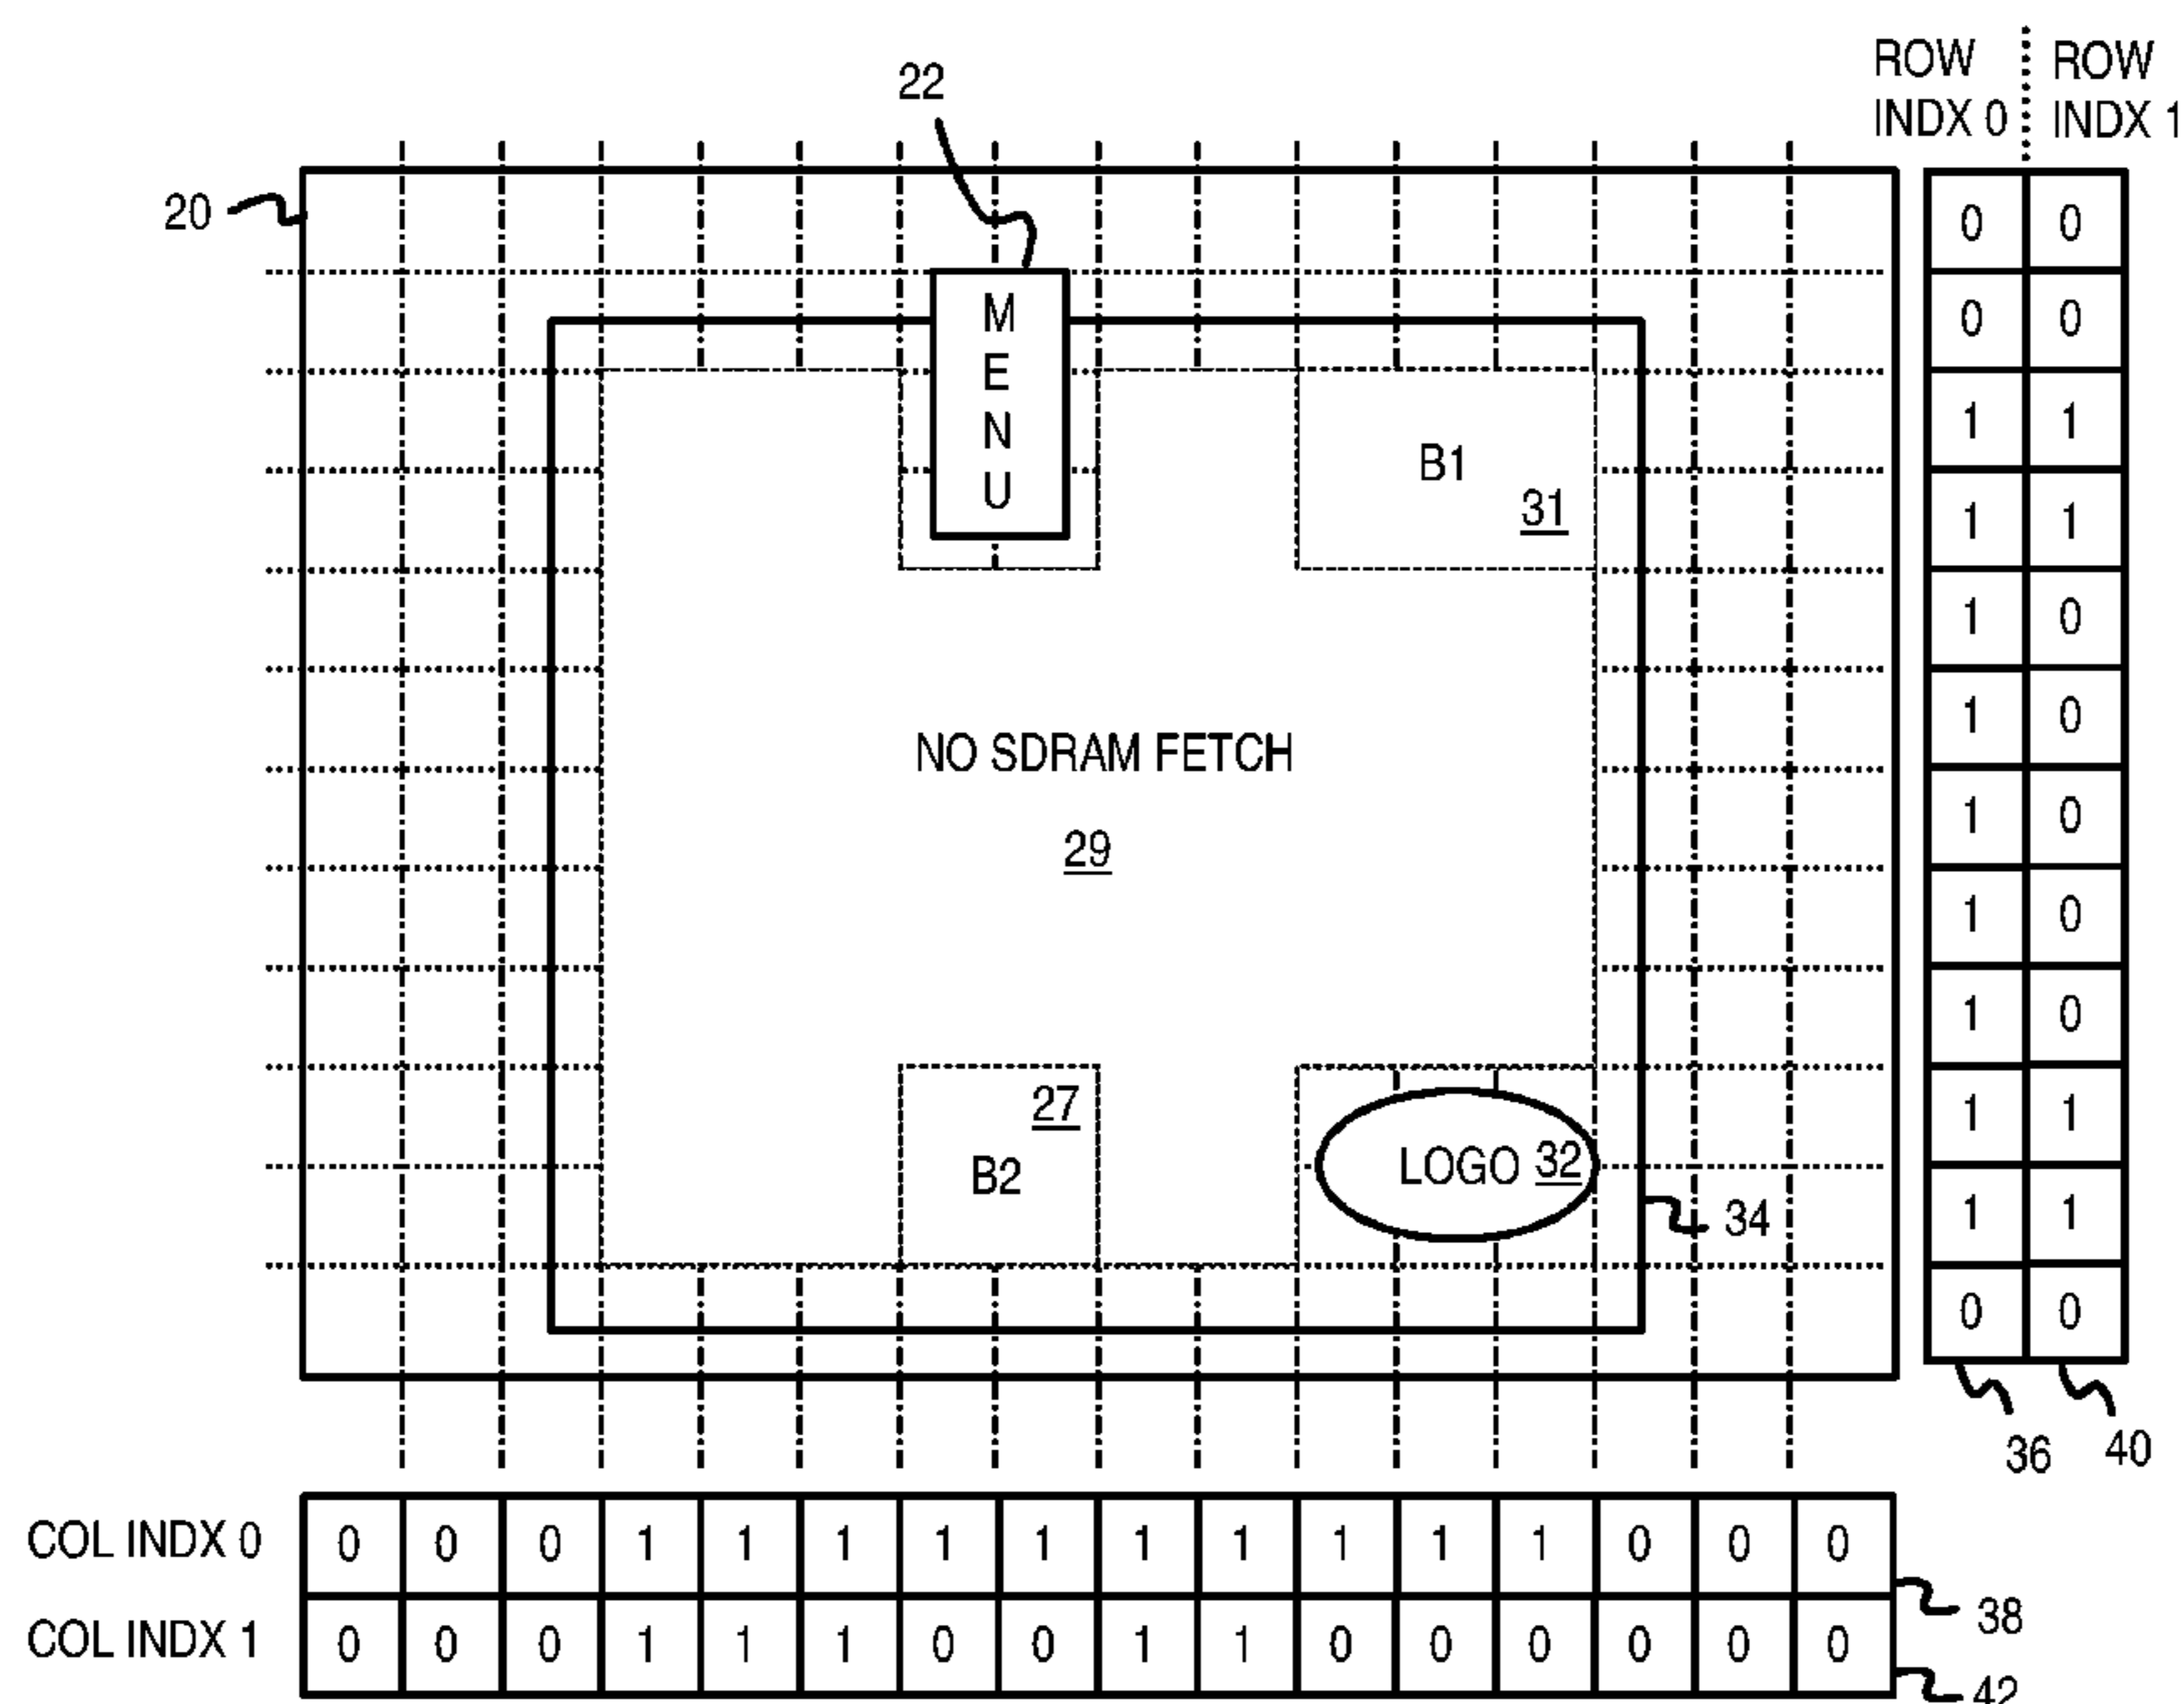 ROW INDX 0
ROW INDX 1
22
20
M
E
N
U
B1
31
NO SDRAM FETCH
29
27
B2
LOGO 32
34
0 0
0 0
1 1
1 1
1 0
1 0
1 0
1 0
1 0
1 1
1 1
0 0
36
40
COL INDX 0 0 0 0 1 1 1 1 1 1 1 1 1 1 0 0 0
38
COL INDX 1 0 0 0 1 1 1 0 0 1 1 0 0 0 0 0 0
42